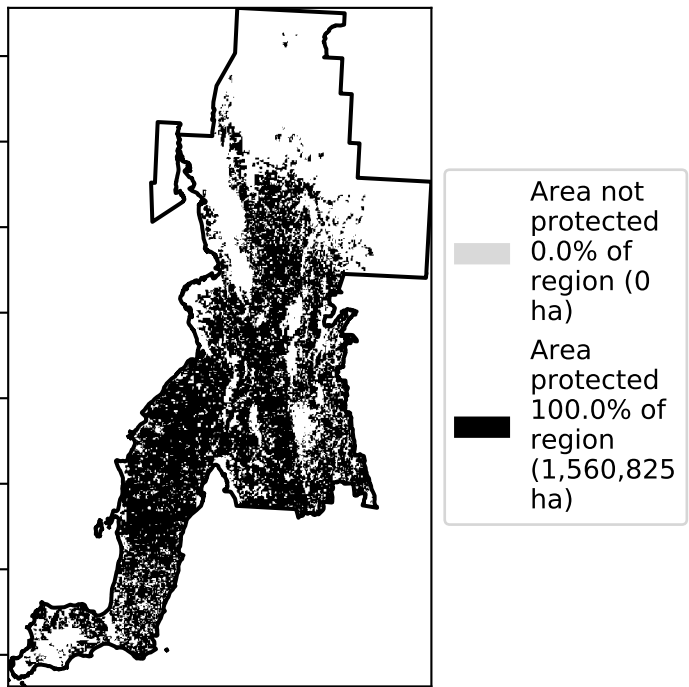 Area not
protected
0.0% of
region (0
ha)
Area
protected
100.0% of
region
(1,560,825
ha)